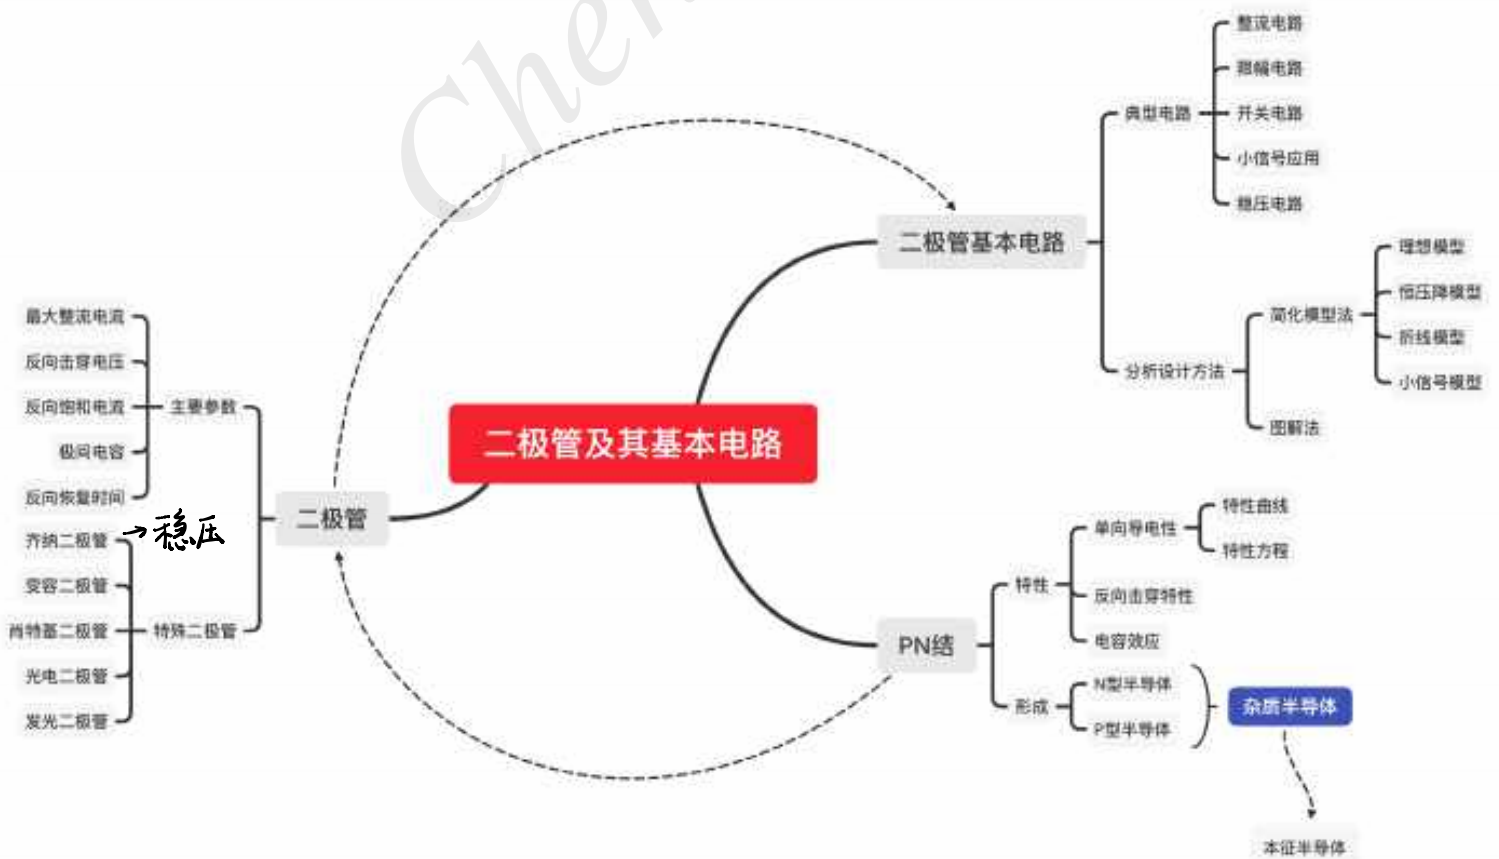 Chen
整流电路
限幅电路
典型电路
开关电路
小信号应用
稳压电路
二极管基本电路
理想模型
恒压降模型
简化模型法
折线模型
小信号模型
分析设计方法
图解法
二极管及其基本电路
最大整流电流
反向击穿电压
反向饱和电流
主要参数
极间电容
反向恢复时间
二极管
齐纳二极管 →稳压
变容二极管
肖特基二极管
特殊二极管
光电二极管
发光二极管
PN结
特性
单向导电性
特性曲线
特性方程
反向击穿特性
电容效应
形成
N型半导体
P型半导体
杂质半导体
本征半导体